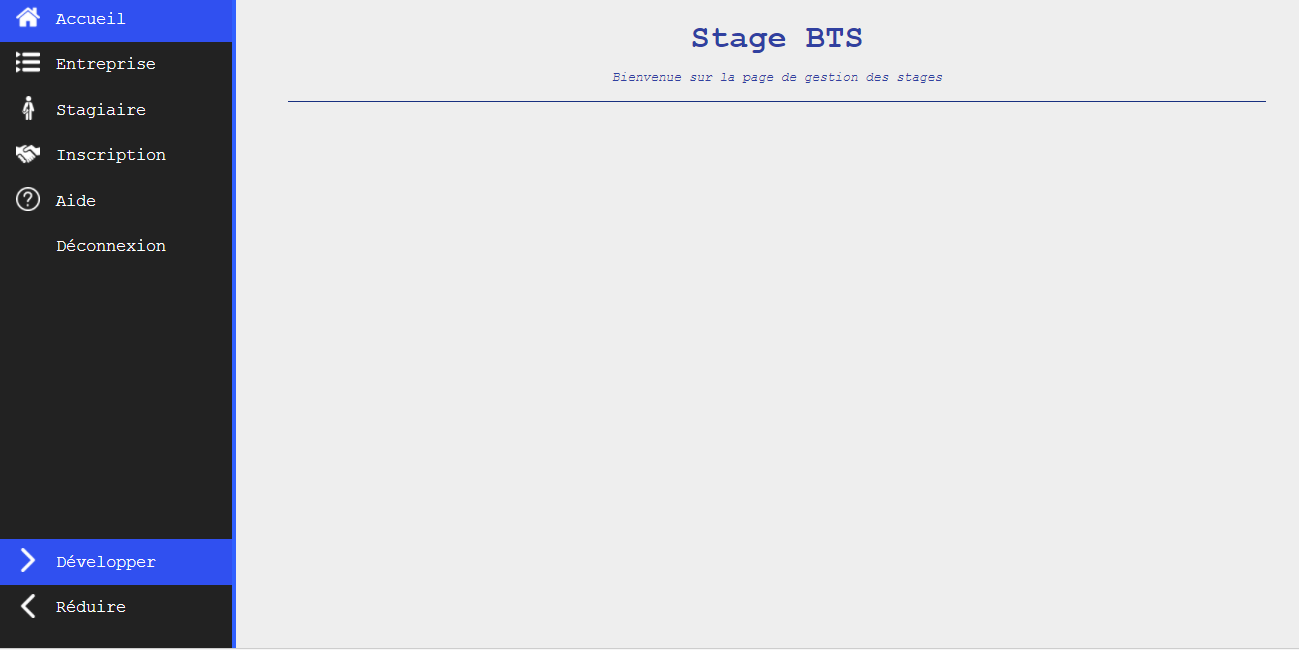 Accueil
Entreprise
Stagiaire
Inscription
Aide
Déconnexion
Développer
Réduire
Stage BTS
Bienvenue sur la page de gestion des stages